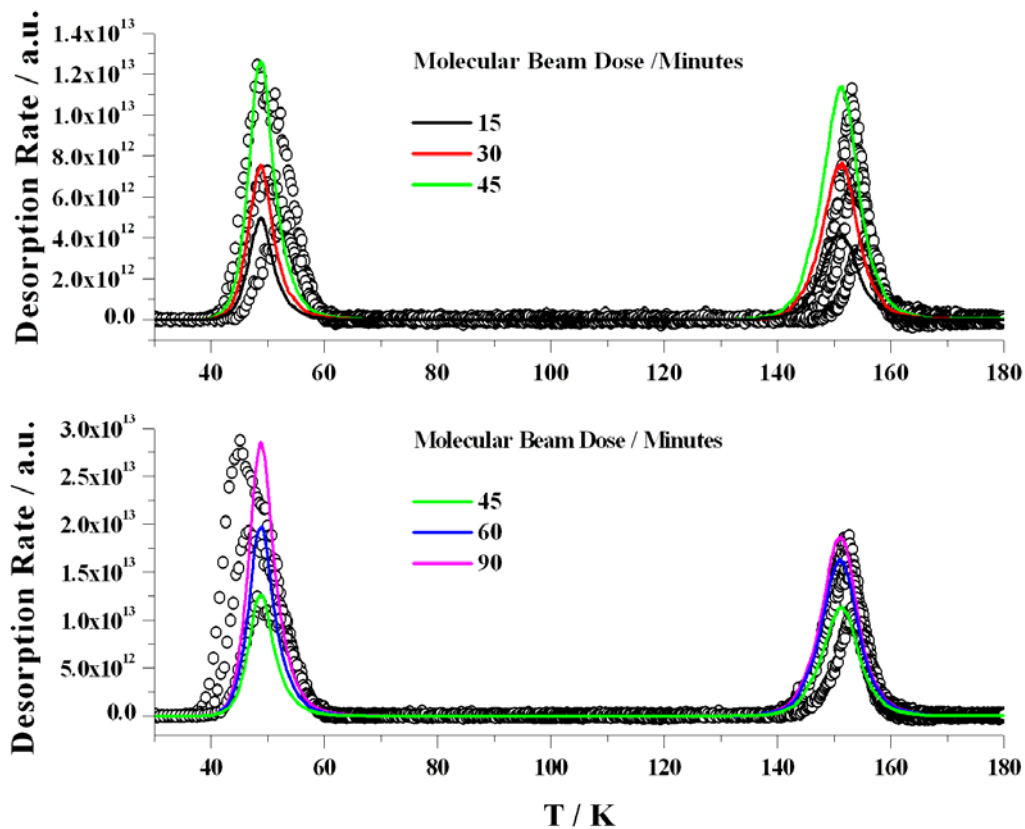 Desorption Rate / a.u.
1.4x10¹³
1.2x10¹³
1.0x10¹³
8.0x10¹²
6.0x10¹²
4.0x10¹²
2.0x10¹²
0.0
Molecular Beam Dose /Minutes
15
30
45
40 60 80 100 120 140 160 180
Desorption Rate / a.u.
3.0x10¹³
2.5x10¹³
2.0x10¹³
1.5x10¹³
1.0x10¹³
5.0x10¹²
0.0
Molecular Beam Dose / Minutes
45
60
90
40 60 80 100 120 140 160 180
T / K